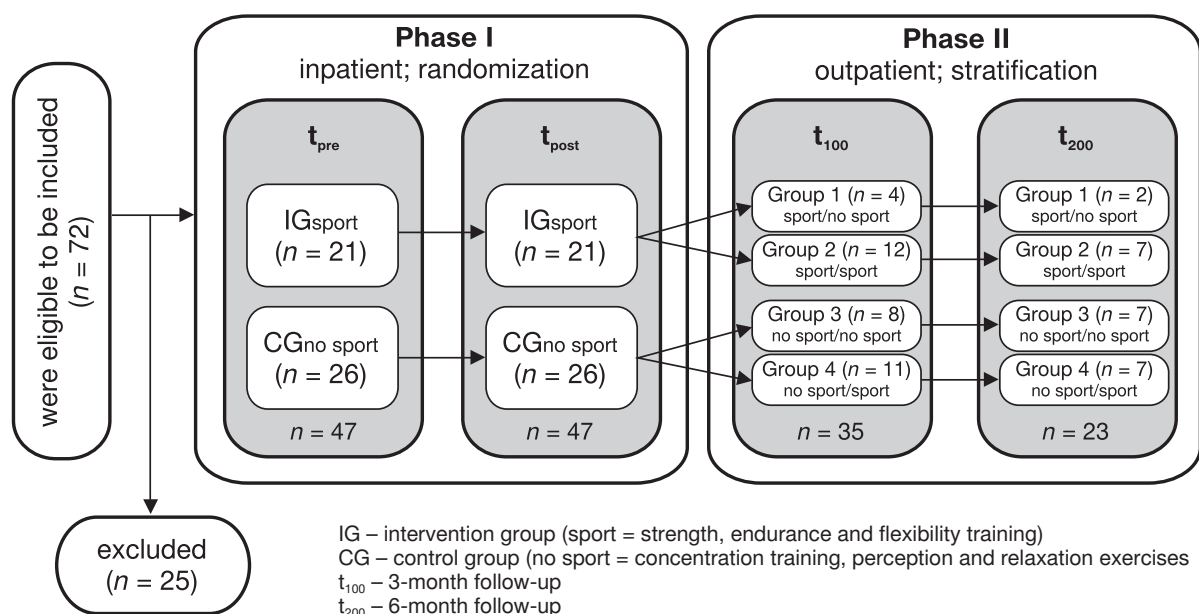 were eligible to be included
(n = 72)
excluded
(n = 25)
Phase I
inpatient; randomization
t_pre
IGsport
(n = 21)
CGno sport
(n = 26)
n = 47
t_post
IGsport
(n = 21)
CGno sport
(n = 26)
n = 47
Phase II
outpatient; stratification
t_100
Group 1 (n = 4)
sport/no sport
Group 2 (n = 12)
sport/sport
Group 3 (n = 8)
no sport/no sport
Group 4 (n = 11)
no sport/sport
n = 35
t_200
Group 1 (n = 2)
sport/no sport
Group 2 (n = 7)
sport/sport
Group 3 (n = 7)
no sport/no sport
Group 4 (n = 7)
no sport/sport
n = 23
IG – intervention group (sport = strength, endurance and flexibility training)
CG – control group (no sport = concentration training, perception and relaxation exercises
t_100 – 3-month follow-up
t_200 – 6-month follow-up